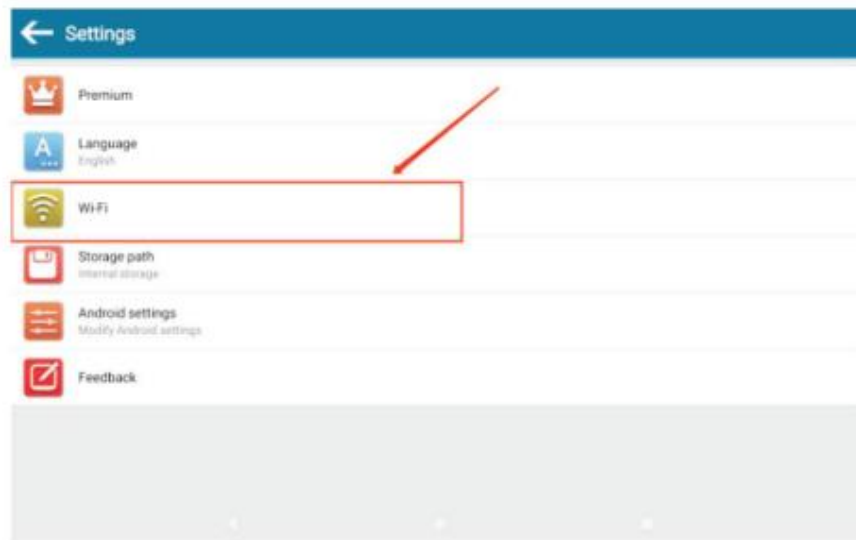 Settings
Premium
Language
English
Wi-Fi
Storage path
Internal storage
Android settings
Modify Android settings
Feedback